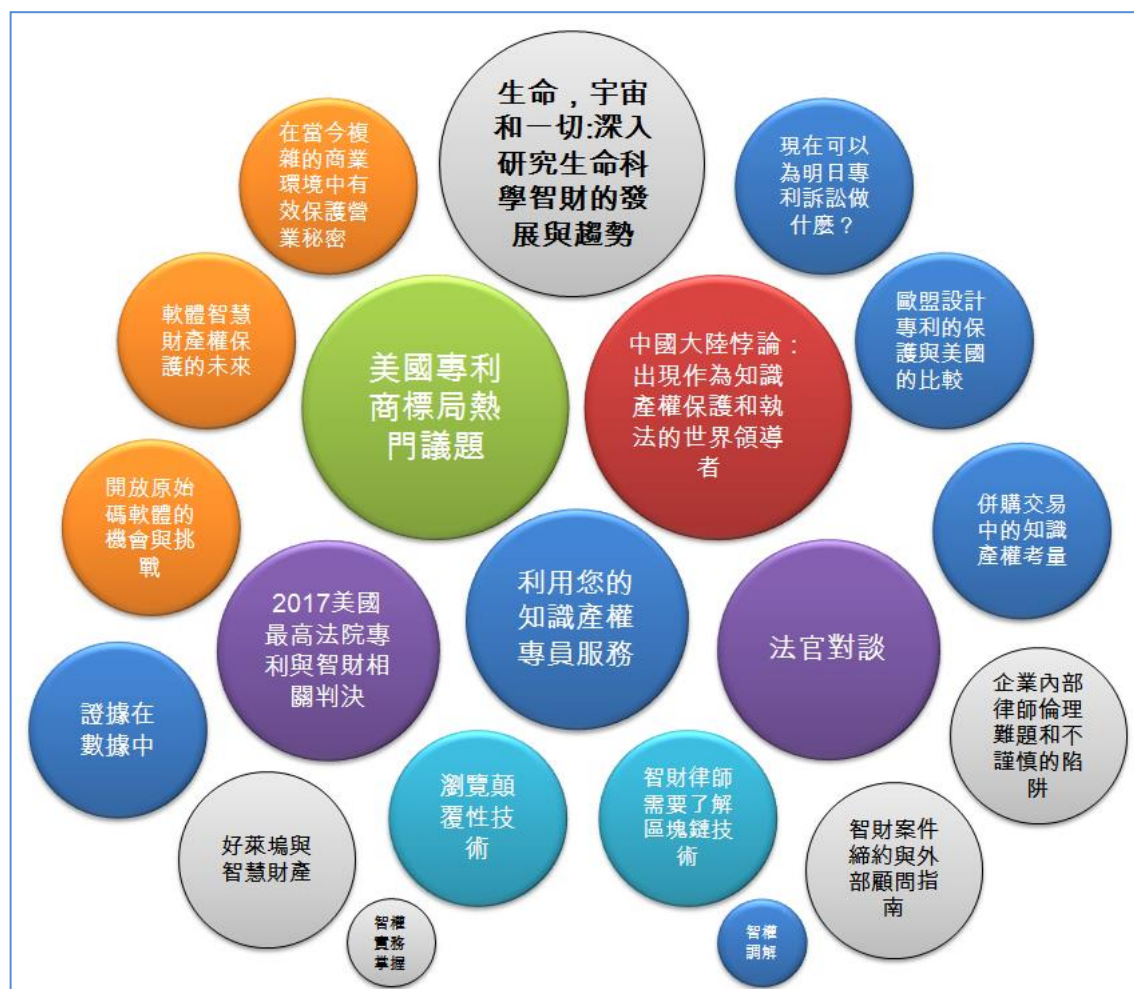 生命，宇宙
和一切:深入
研究生命科
學智財的發
展與趨勢
在當今複
雜的商業
環境中有
效保護營
業秘密
現在可以
為明日專
利訴訟做
什麼？
軟體智慧
財產權保
護的未來
美國專利
商標局熱
門議題
中國大陸悖論：
出現作為知識
產權保護和執
法的世界領導
者
歐盟設計
專利的保
護與美國
的比較
開放原始
碼軟體的
機會與挑
戰
2017美國
最高法院專
利與智財相
關判決
利用您的
知識產權
專員服務
法官對談
併購交易
中的知識
產權考量
證據在
數據中
好萊塢與
智慧財產
瀏覽顛
覆性技
術
智財律師
需要了解
區塊鏈技
術
智財案件
締約與外
部顧問指
南
企業內部
律師倫理
難題和不
謹慎的陷
阱
智權
實務
掌握
智權
調解